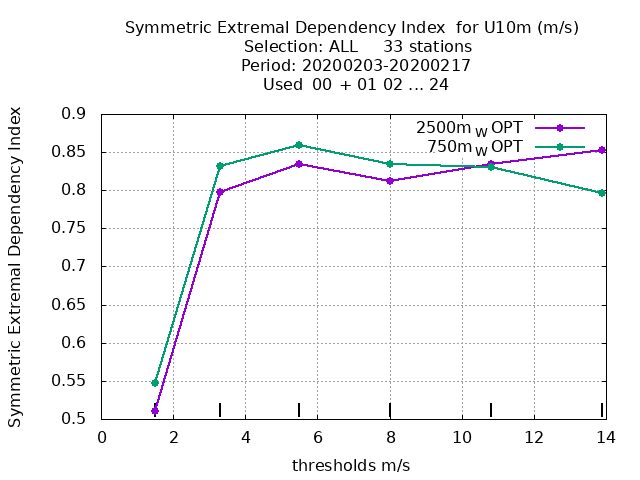 Symmetric Extremal Dependency Index for U10m (m/s)
Selection: ALL 33 stations
Period: 20200203-20200217
Used 00 + 01 02 ... 24
Symmetric Extremal Dependency Index
0.9
0.85
0.8
0.75
0.7
0.65
0.6
0.55
0.5
2500m W OPT
750m W OPT
0 2 4 6 8 10 12 14
thresholds m/s